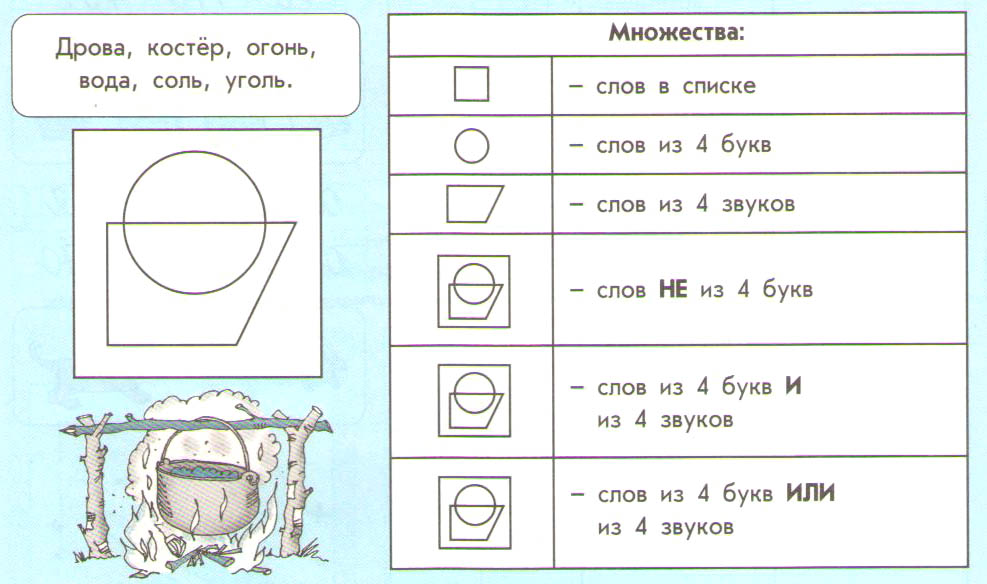 Дрова, костёр, огонь,
вода, соль, уголь.
Множества:
– слов в списке
– слов из 4 букв
– слов из 4 звуков
– слов НЕ из 4 букв
– слов из 4 букв И
из 4 звуков
– слов из 4 букв ИЛИ
из 4 звуков